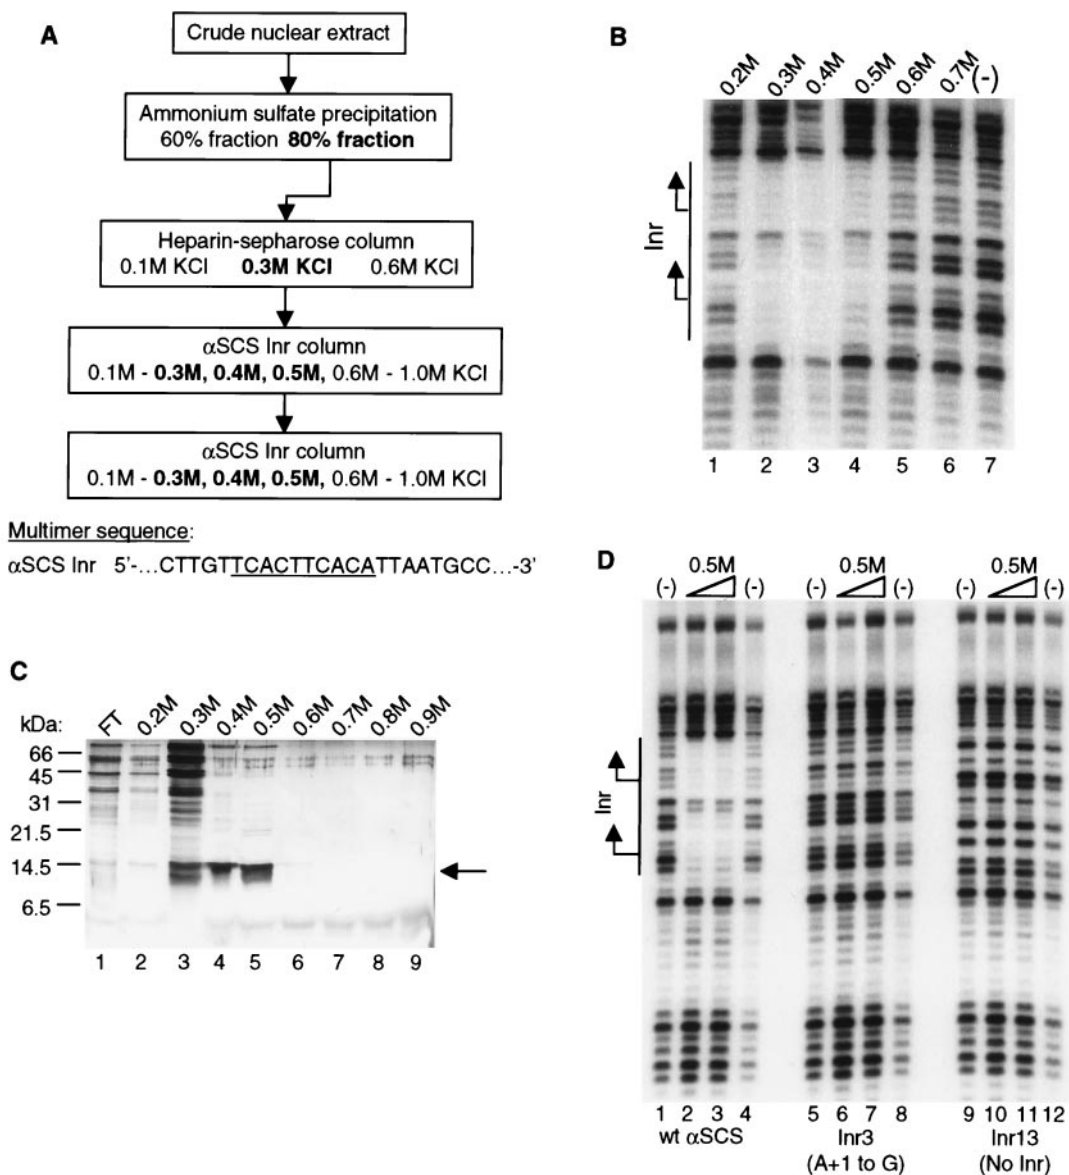 A
Crude nuclear extract
Ammonium sulfate precipitation
60% fraction 80% fraction
Heparin-sepharose column
0.1M KCl 0.3M KCl 0.6M KCl
αSCS Inr column
0.1M - 0.3M, 0.4M, 0.5M, 0.6M - 1.0M KCl
αSCS Inr column
0.1M - 0.3M, 0.4M, 0.5M, 0.6M - 1.0M KCl
Multimer sequence:
αSCS Inr 5'-...CTTGTTCACTTCACATTAATGCC...-3'
B
0.2M 0.3M 0.4M 0.5M 0.6M 0.7M (-)
Inr
1 2 3 4 5 6 7
C
kDa: FT 0.2M 0.3M 0.4M 0.5M 0.6M 0.7M 0.8M 0.9M
66
45
31
21.5
14.5
6.5
1 2 3 4 5 6 7 8 9
D
0.5M 0.5M 0.5M
(-) (-) (-) (-) (-) (-)
Inr
1 2 3 4 5 6 7 8 9 10 11 12
wt αSCS Inr3 Inr13
(A+1 to G) (No Inr)